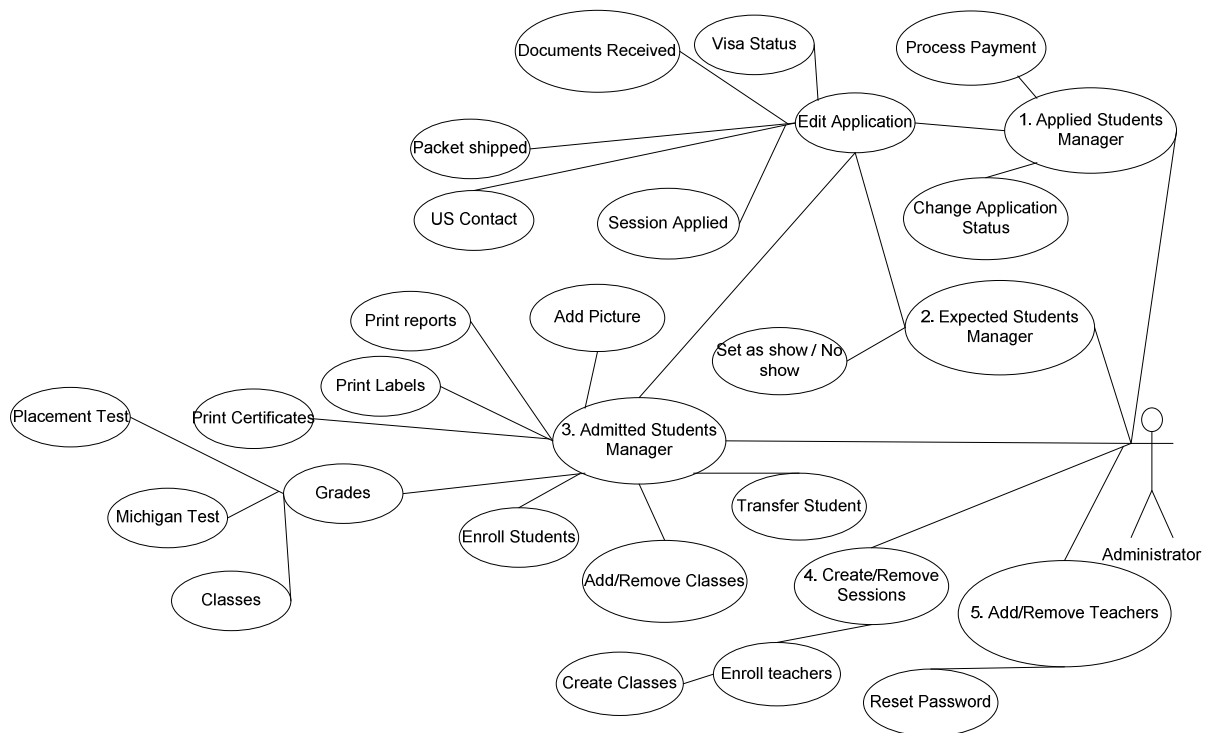 Documents Received
Visa Status
Process Payment
Edit Application
1. Applied Students
Manager
Packet shipped
US Contact
Session Applied
Change Application
Status
Print reports
Add Picture
2. Expected Students
Manager
Set as show / No
show
Print Labels
Placement Test
Print Certificates
3. Admitted Students
Manager
Grades
Michigan Test
Classes
Enroll Students
Transfer Student
Add/Remove Classes
Administrator
4. Create/Remove
Sessions
5. Add/Remove Teachers
Create Classes
Enroll teachers
Reset Password